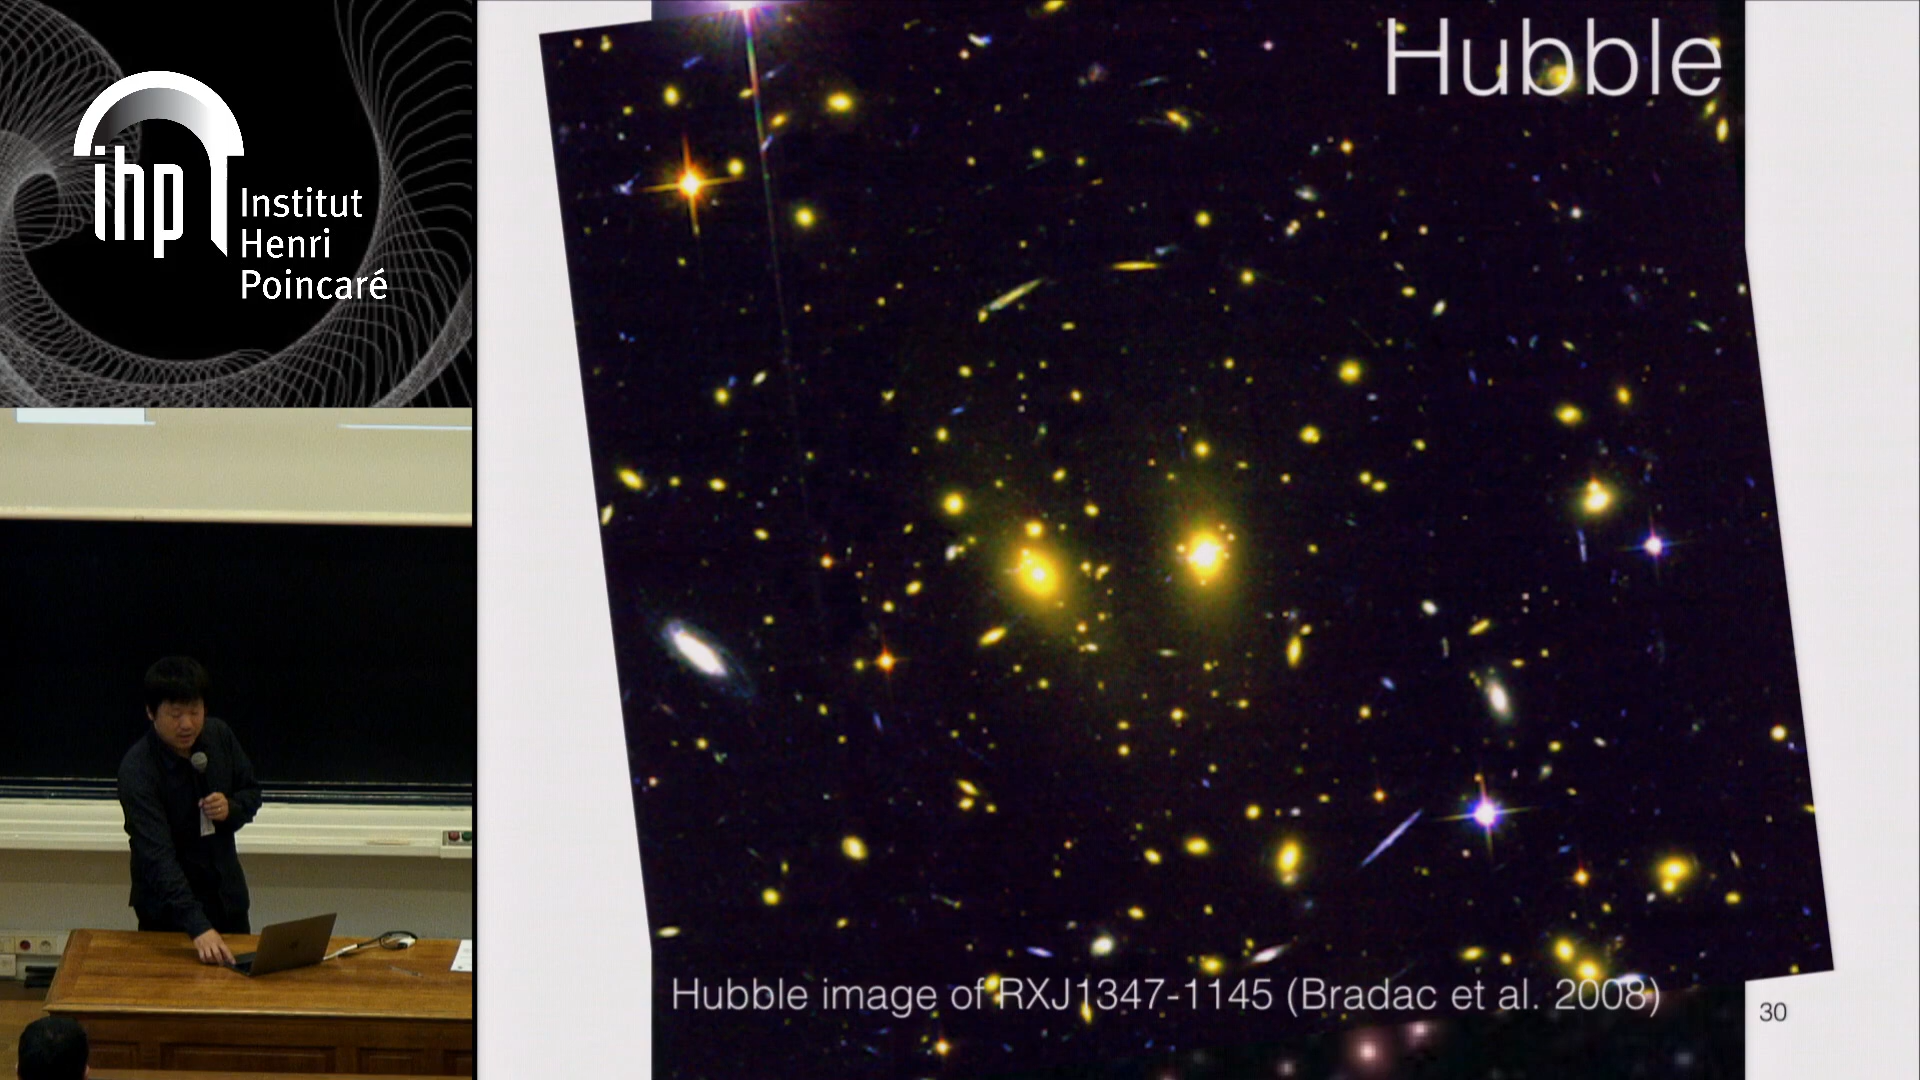 ihp
Institut
Henri
Poincaré
Hubble
Hubble image of RXJ1347-1145 (Bradac et al. 2008)
30